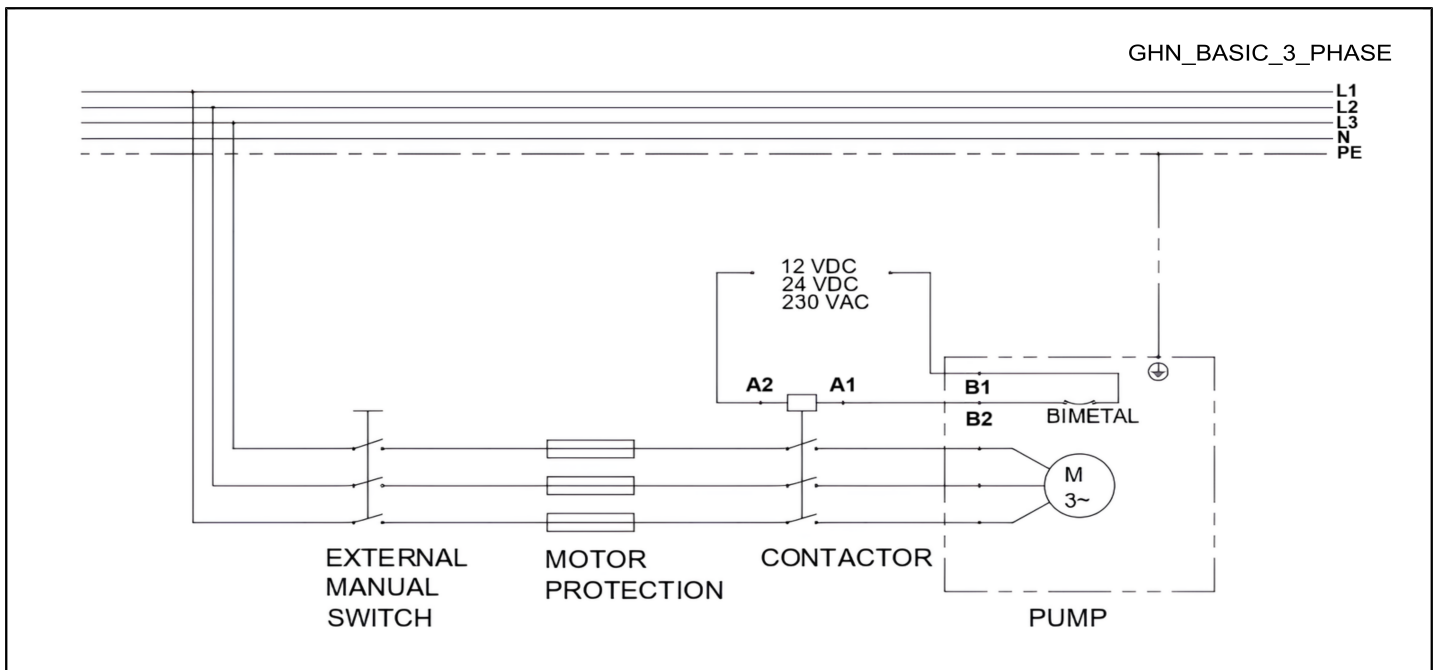 GHN_BASIC_3_PHASE
L1
L2
L3
N
PE
12 VDC
24 VDC
230 VAC
A2
A1
B1
B2
BIMETAL
M
3~
EXTERNAL
MANUAL
SWITCH
MOTOR
PROTECTION
CONTACTOR
PUMP